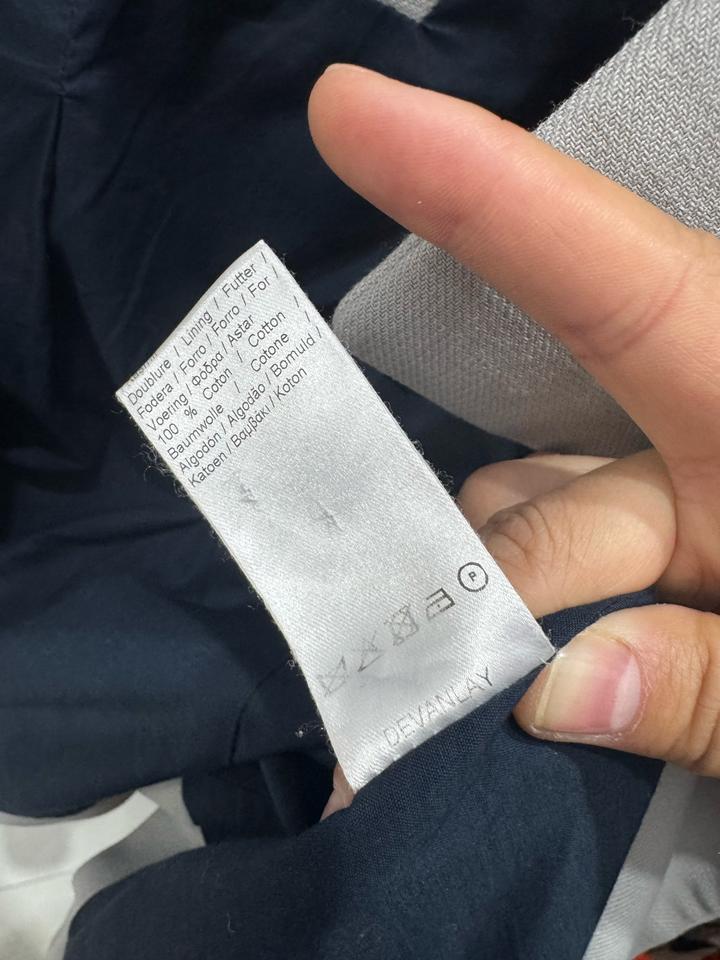 Doublure / Lining / Futter /
Fodera / Forro / Forro / For /
Voering / Φόδρα / Astar
100 % Coton / Cotton /
Baumwolle / Cotone /
Algodón / Algodão / Bomuld /
Katoen / Βαμβάκι / Koton
P
DEVANLAY